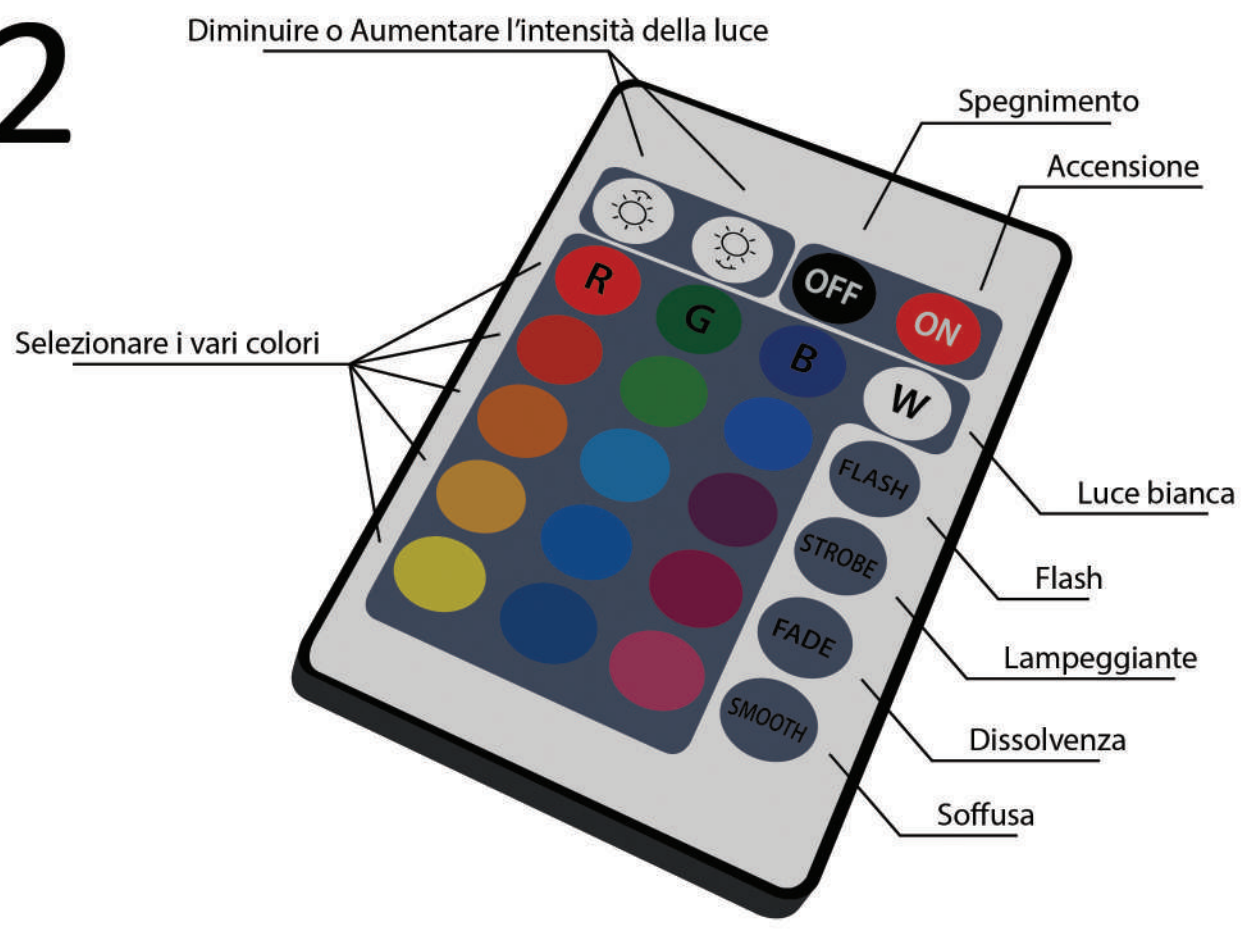 2
Diminuire o Aumentare l'intensità della luce
Spegnimento
Accensione
OFF
ON
R
G
B
W
Selezionare i vari colori
FLASH
Luce bianca
STROBE
Flash
FADE
Lampeggiante
SMOOTH
Dissolvenza
Soffusa